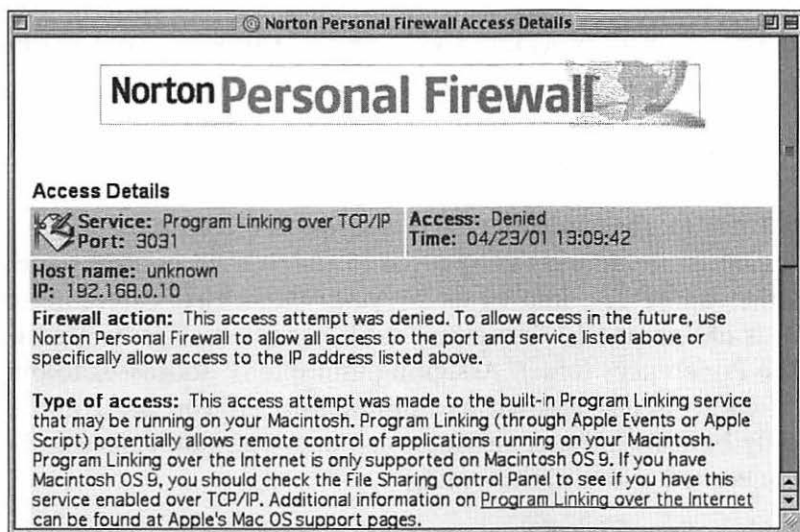 Norton Personal Firewall Access Details
Norton Personal Firewall
Access Details
Service: Program Linking over TCP/IP
Port: 3031
Access: Denied
Time: 04/23/01 13:09:42
Host name: unknown
IP: 192.168.0.10
Firewall action: This access attempt was denied. To allow access in the future, use
Norton Personal Firewall to allow all access to the port and service listed above or
specifically allow access to the IP address listed above.
Type of access: This access attempt was made to the built-in Program Linking service
that may be running on your Macintosh. Program Linking (through Apple Events or Apple
Script) potentially allows remote control of applications running on your Macintosh.
Program Linking over the Internet is only supported on Macintosh OS 9. If you have
Macintosh OS 9, you should check the File Sharing Control Panel to see if you have this
service enabled over TCP/IP. Additional information on Program Linking over the Internet
can be found at Apple's Mac OS support pages.